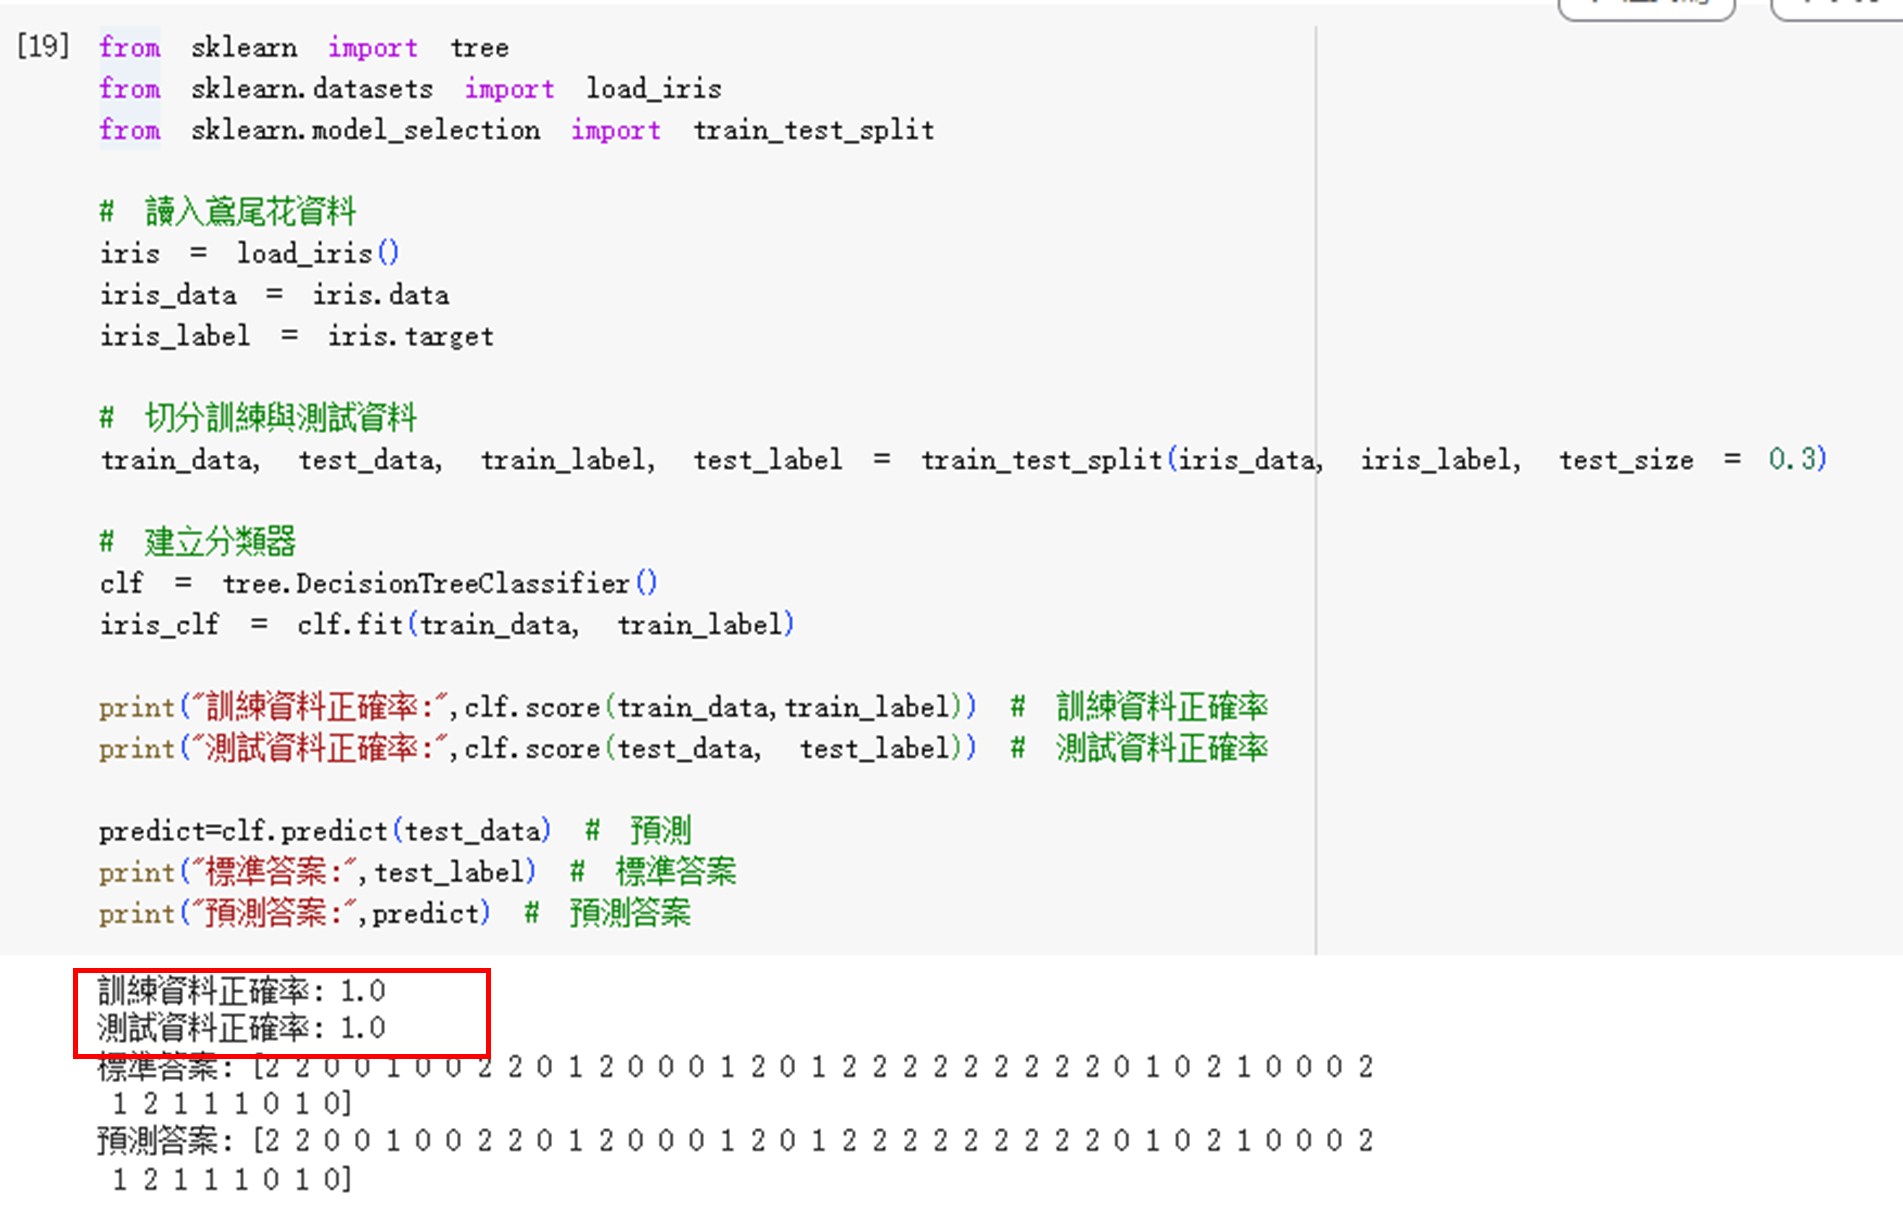 [19] from sklearn import tree
from sklearn.datasets import load_iris
from sklearn.model_selection import train_test_split
# 讀入鳶尾花資料
iris = load_iris()
iris_data = iris.data
iris_label = iris.target
# 切分訓練與測試資料
train_data, test_data, train_label, test_label = train_test_split(iris_data, iris_label, test_size = 0.3)
# 建立分類器
clf = tree.DecisionTreeClassifier()
iris_clf = clf.fit(train_data, train_label)
print("訓練資料正確率:",clf.score(train_data,train_label)) # 訓練資料正確率
print("測試資料正確率:",clf.score(test_data, test_label)) # 測試資料正確率
predict=clf.predict(test_data) # 預測
print("標準答案:",test_label) # 標準答案
print("預測答案:",predict) # 預測答案
訓練資料正確率: 1.0
測試資料正確率: 1.0
標準答案: [2 2 0 0 1 0 0 2 2 0 1 2 0 0 0 1 2 0 1 2 2 2 2 2 2 2 2 2 0 1 0 2 1 0 0 0 2
1 2 1 1 1 0 1 0]
預測答案: [2 2 0 0 1 0 0 2 2 0 1 2 0 0 0 1 2 0 1 2 2 2 2 2 2 2 2 2 0 1 0 2 1 0 0 0 2
1 2 1 1 1 0 1 0]